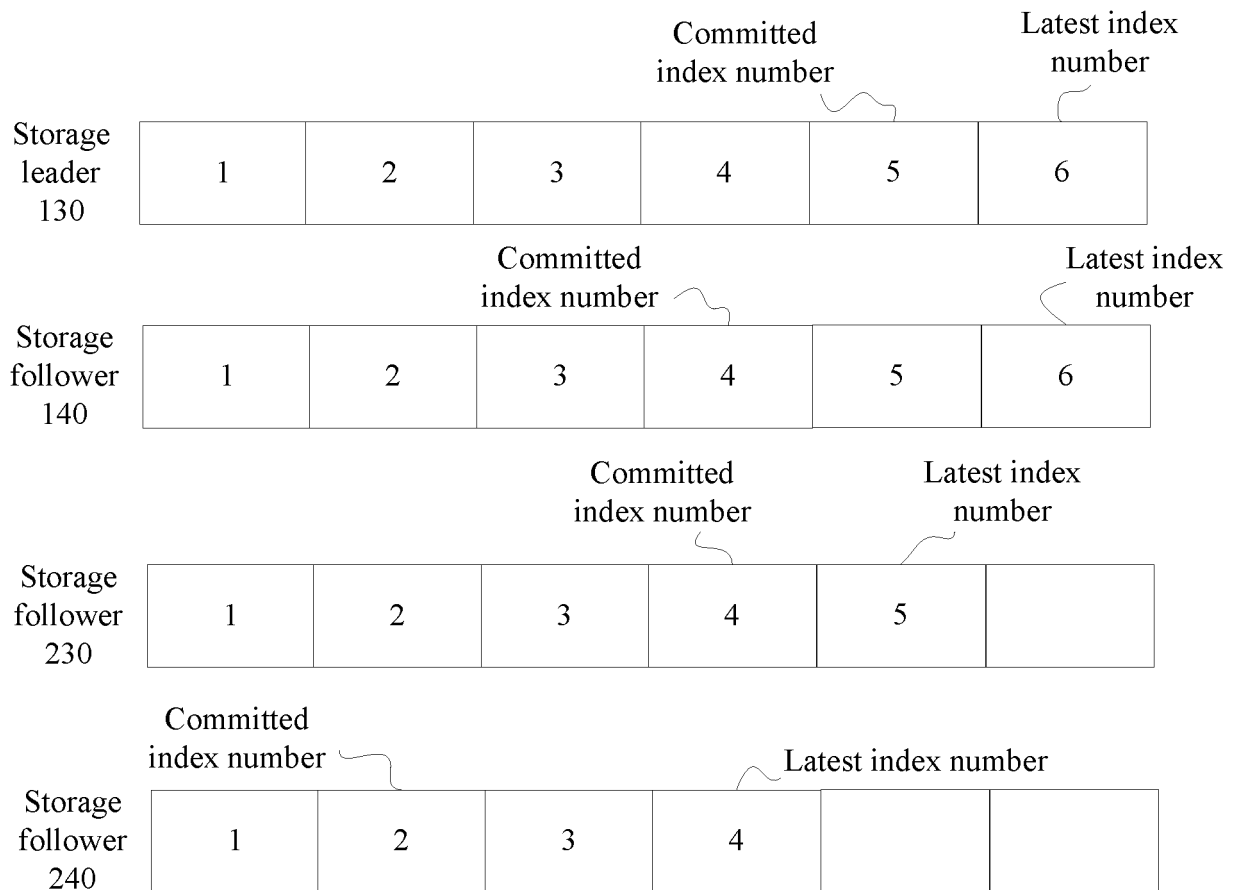 Committed
index number
Latest index
number
Storage
leader
130
1 2 3 4 5 6
Committed
index number
Latest index
number
Storage
follower
140
1 2 3 4 5 6
Committed
index number
Latest index
number
Storage
follower
230
1 2 3 4 5
Committed
index number
Latest index number
Storage
follower
240
1 2 3 4